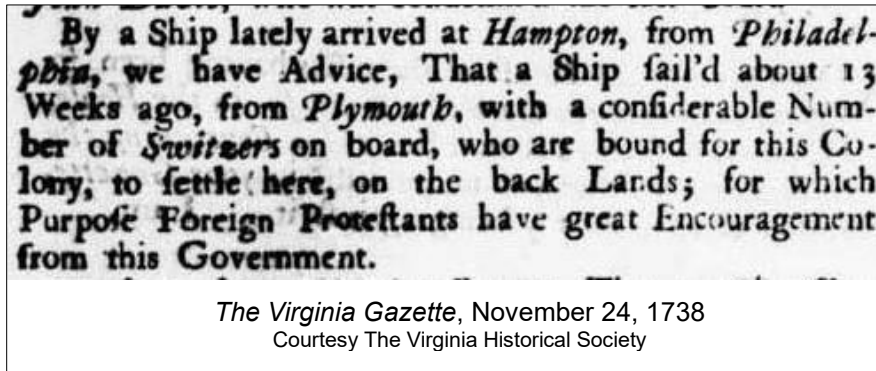 By a Ship lately arrived at Hampton, from Philadel-
phia, we have Advice, That a Ship ſail'd about 13
Weeks ago, from Plymouth, with a conſiderable Num-
ber of Switzers on board, who are bound for this Co-
lony, to ſettle here, on the back Lands; for which
Purpoſe Foreign Proteſtants have great Encouragement
from this Government.
The Virginia Gazette, November 24, 1738
Courtesy The Virginia Historical Society